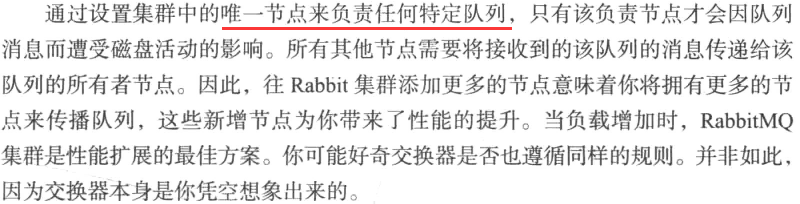 通过设置集群中的唯一节点来负责任何特定队列，只有该负责节点才会因队列
消息而遭受磁盘活动的影响。所有其他节点需要将接收到的该队列的消息传递给该
队列的所有者节点。因此，往 Rabbit 集群添加更多的节点意味着你将拥有更多的节
点来传播队列，这些新增节点为你带来了性能的提升。当负载增加时，RabbitMQ
集群是性能扩展的最佳方案。你可能好奇交换器是否也遵循同样的规则。并非如此，
因为交换器本身是你凭空想象出来的。